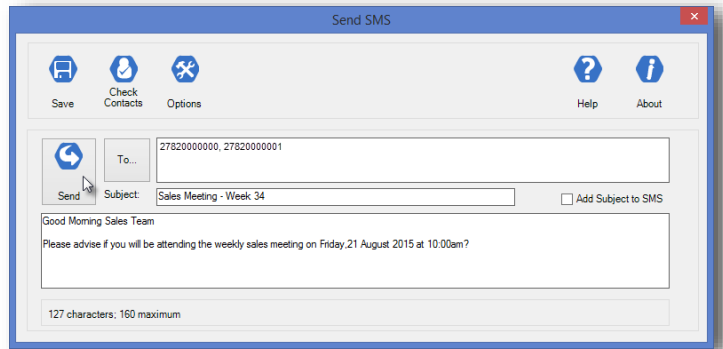 Send SMS
Save
Check
Contacts
Options
Help
About
Send
To...
27820000000, 27820000001
Subject:
Sales Meeting - Week 34
Add Subject to SMS
Good Morning Sales Team
Please advise if you will be attending the weekly sales meeting on Friday,21 August 2015 at 10:00am?
127 characters; 160 maximum